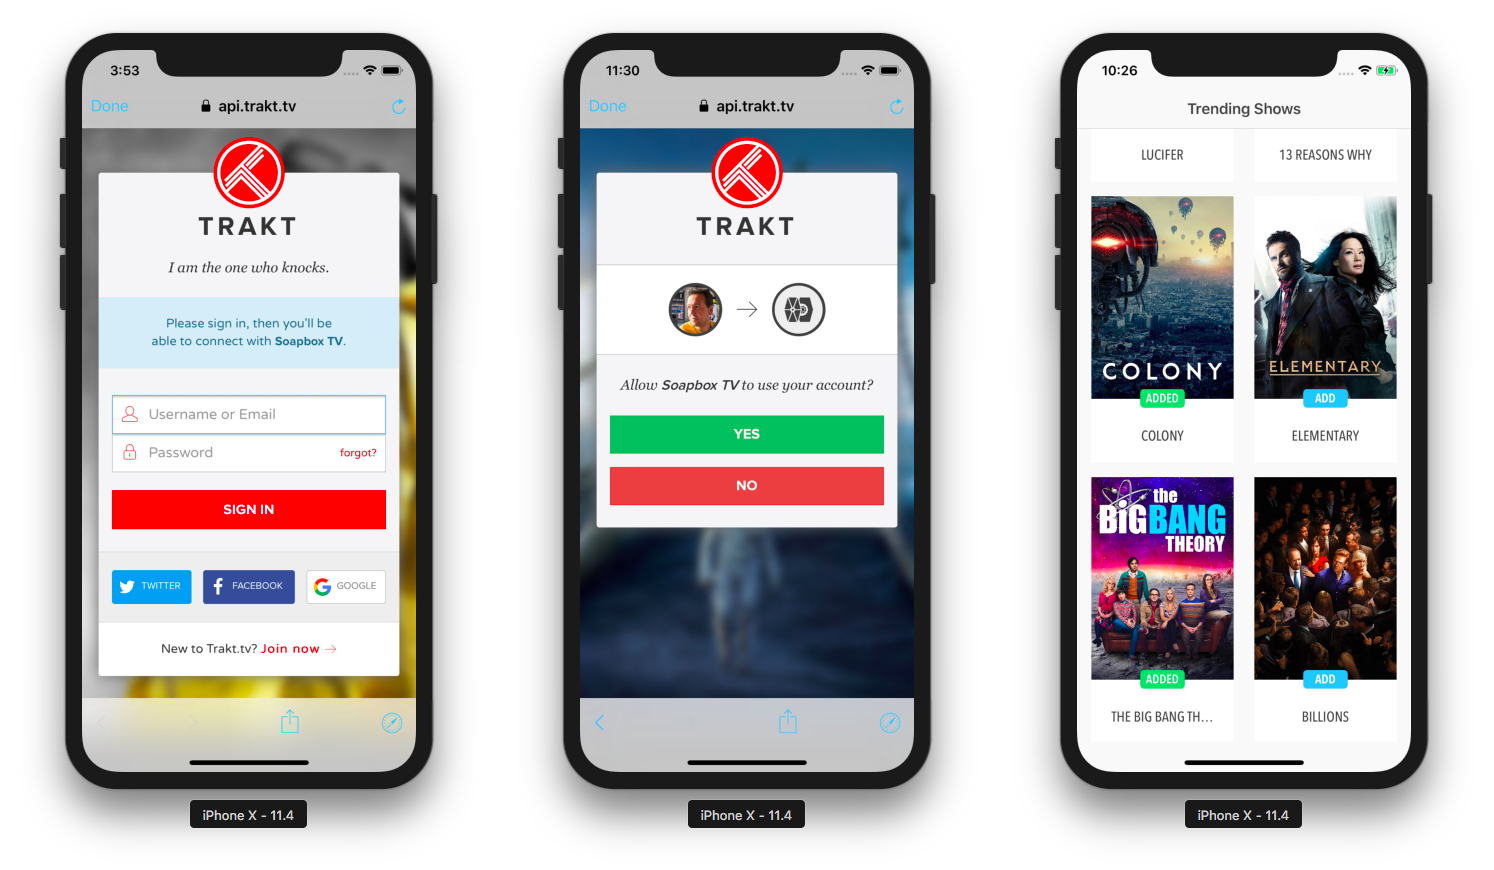 3:53
Done
api.trakt.tv
TRAKT
I am the one who knocks.
Please sign in, then you'll be
able to connect with Soapbox TV.
Username or Email
Password
forgot?
SIGN IN
TWITTER
FACEBOOK
GOOGLE
New to Trakt.tv? Join now →
iPhone X - 11.4
11:30
Done
api.trakt.tv
TRAKT
Allow Soapbox TV to use your account?
YES
NO
iPhone X - 11.4
10:26
Trending Shows
LUCIFER
13 REASONS WHY
COLONY
ELEMENTARY
ADDED
ADD
COLONY
ELEMENTARY
the
BIG BANG
THEORY
ADDED
ADD
THE BIG BANG TH...
BILLIONS
iPhone X - 11.4